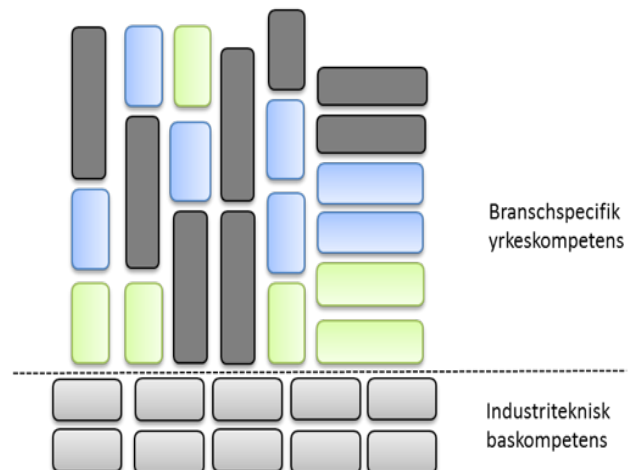 Branschspecifik
yrkeskompetens
Industriteknisk
baskompetens